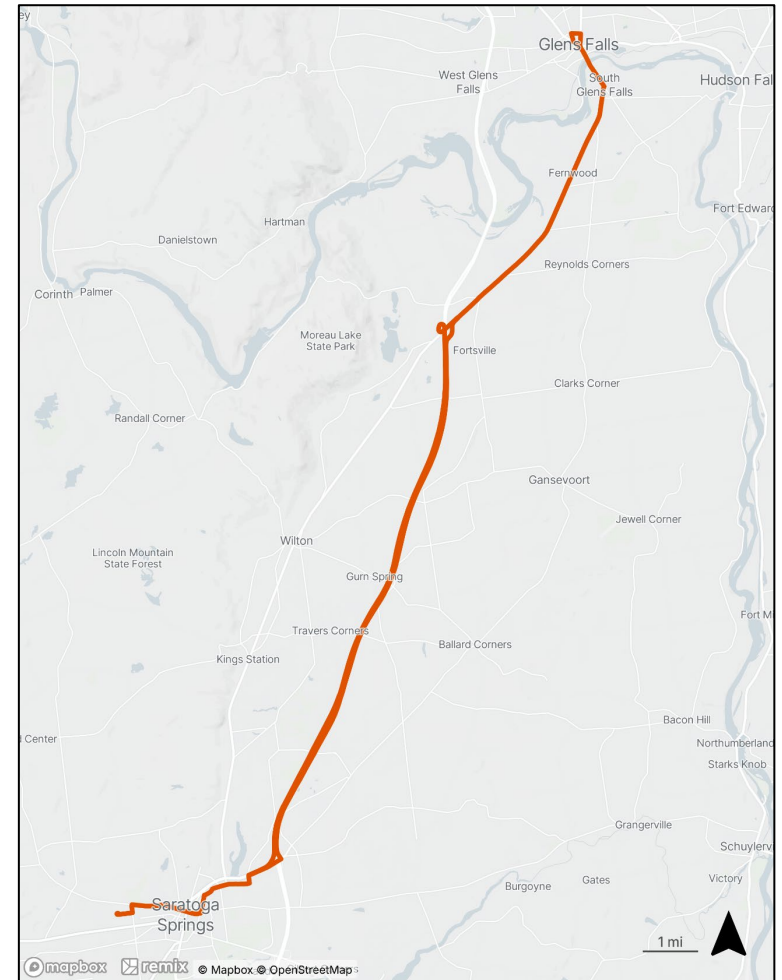 ey
Glens Falls
West Glens
Falls
South
Glens Falls
Hudson Fal
Fernwood
Hartman
Fort Edward
Danielstown
Reynolds Corners
Corinth
Palmer
Moreau Lake
State Park
Fortsville
Clarks Corner
Randall Corner
Gansevoort
Jewell Corner
Wilton
Lincoln Mountain
State Forest
Gurn Spring
Fort M
Travers Corners
Ballard Corners
Kings Station
Bacon Hill
Center
Northumberland
Starks Knob
Grangerville
Schuylerv
Victory
Gates
Burgoyne
Saratoga
Springs
1 mi
mapbox remix © Mapbox © OpenStreetMap